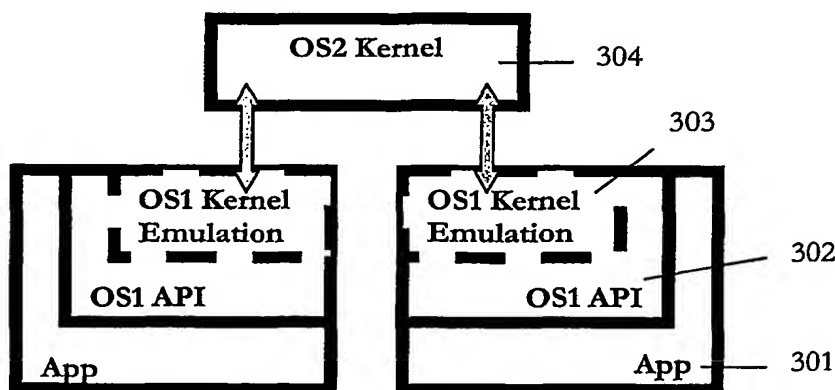 OS2 Kernel
304
303
OS1 Kernel
Emulation
OS1 Kernel
Emulation
302
OS1 API
OS1 API
App
App
301